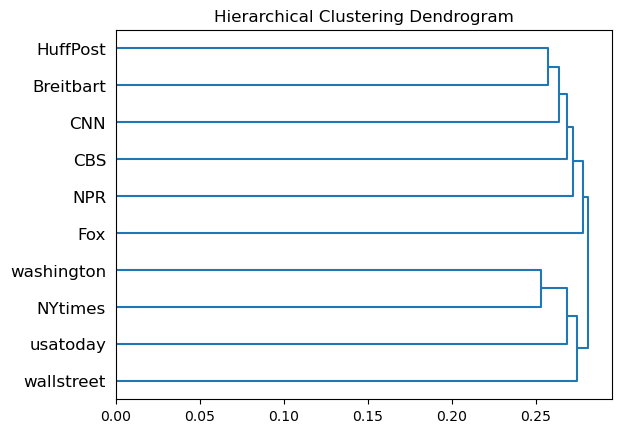 Hierarchical Clustering Dendrogram
HuffPost
Breitbart
CNN
CBS
NPR
Fox
washington
NYtimes
usatoday
wallstreet
0.00 0.05 0.10 0.15 0.20 0.25